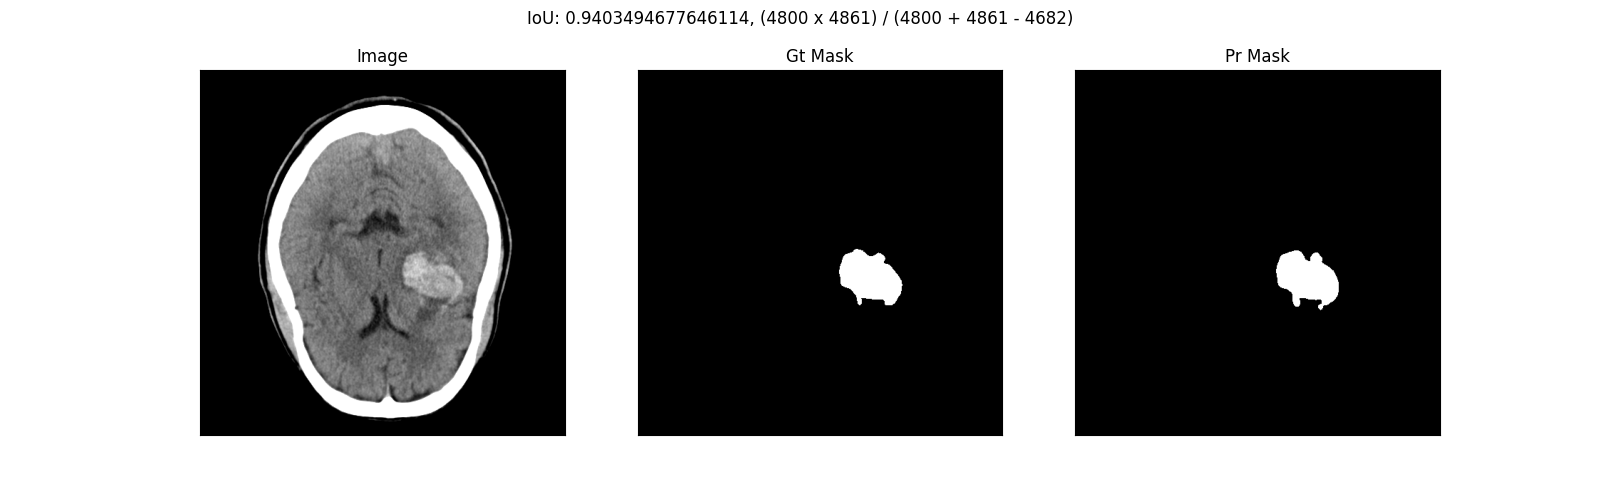 IoU: 0.9403494677646114, (4800 x 4861) / (4800 + 4861 - 4682)
Image
Gt Mask
Pr Mask